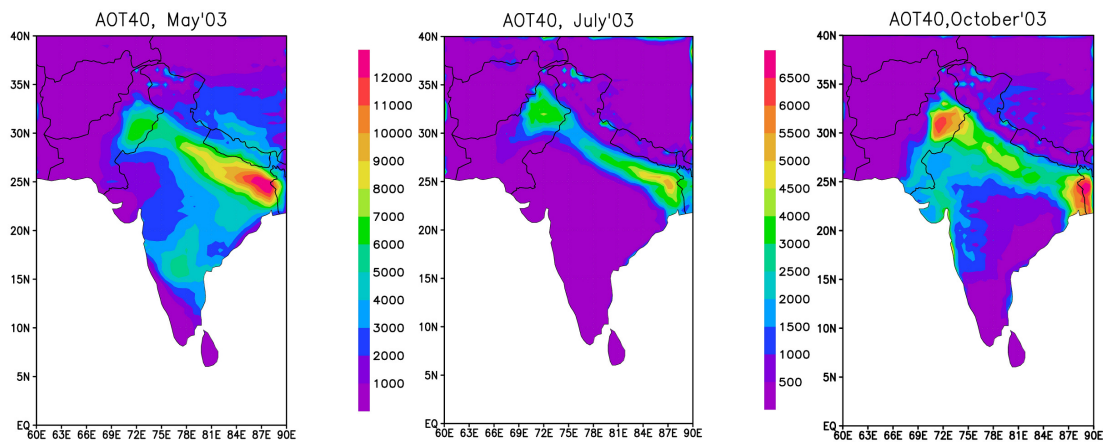 AOT40, May'03
40N
35N
30N
25N
20N
15N
10N
5N
EQ
60E 63E 66E 69E 72E 75E 78E 81E 84E 87E 90E
12000
11000
10000
9000
8000
7000
6000
5000
4000
3000
2000
1000
AOT40, July'03
40N
35N
30N
25N
20N
15N
10N
5N
EQ
60E 63E 66E 69E 72E 75E 78E 81E 84E 87E 90E
6500
6000
5500
5000
4500
4000
3500
3000
2500
2000
1500
1000
500
AOT40,October'03
40N
35N
30N
25N
20N
15N
10N
5N
EQ
60E 63E 66E 69E 72E 75E 78E 81E 84E 87E 90E